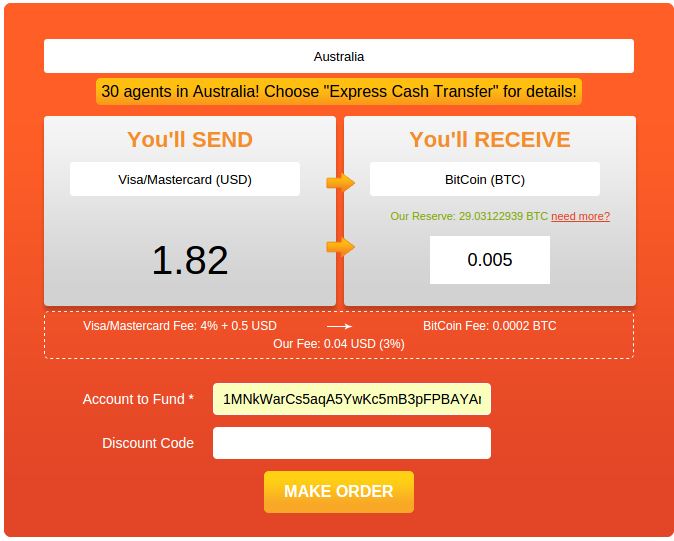 Australia
30 agents in Australia! Choose "Express Cash Transfer" for details!
You'll SEND
Visa/Mastercard (USD)
1.82
You'll RECEIVE
BitCoin (BTC)
Our Reserve: 29.03122939 BTC need more?
0.005
Visa/Mastercard Fee: 4% + 0.5 USD
BitCoin Fee: 0.0002 BTC
Our Fee: 0.04 USD (3%)
Account to Fund *
1MNkWarCs5aqA5YwKc5mB3pFPBAYAr
Discount Code
MAKE ORDER